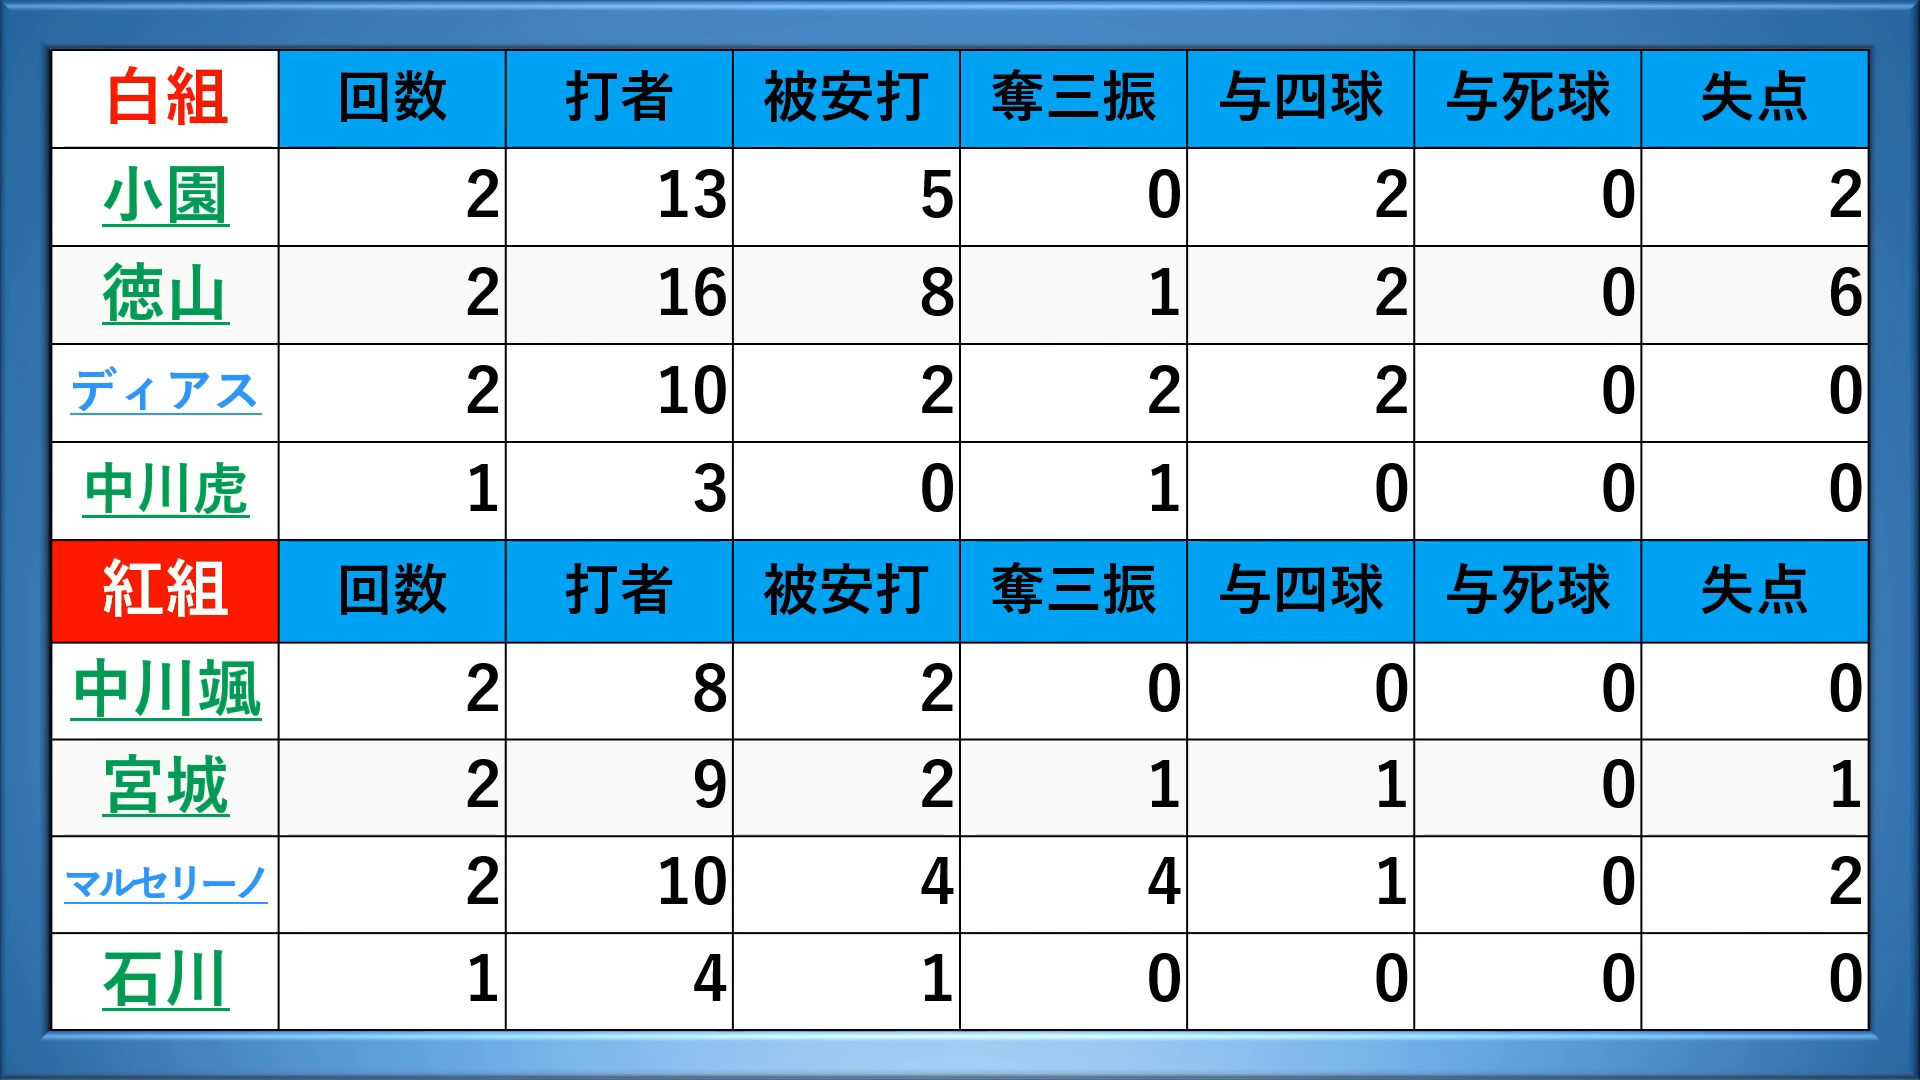 白組 回数 打者 被安打 奪三振 与四球 与死球 失点
小園 2 13 5 0 2 0 2
徳山 2 16 8 1 2 0 6
ディアス 2 10 2 2 2 0 0
中川虎 1 3 0 1 0 0 0
紅組 回数 打者 被安打 奪三振 与四球 与死球 失点
中川颯 2 8 2 0 0 0 0
宮城 2 9 2 1 1 0 1
マルセリーノ 2 10 4 4 1 0 2
石川 1 4 1 0 0 0 0